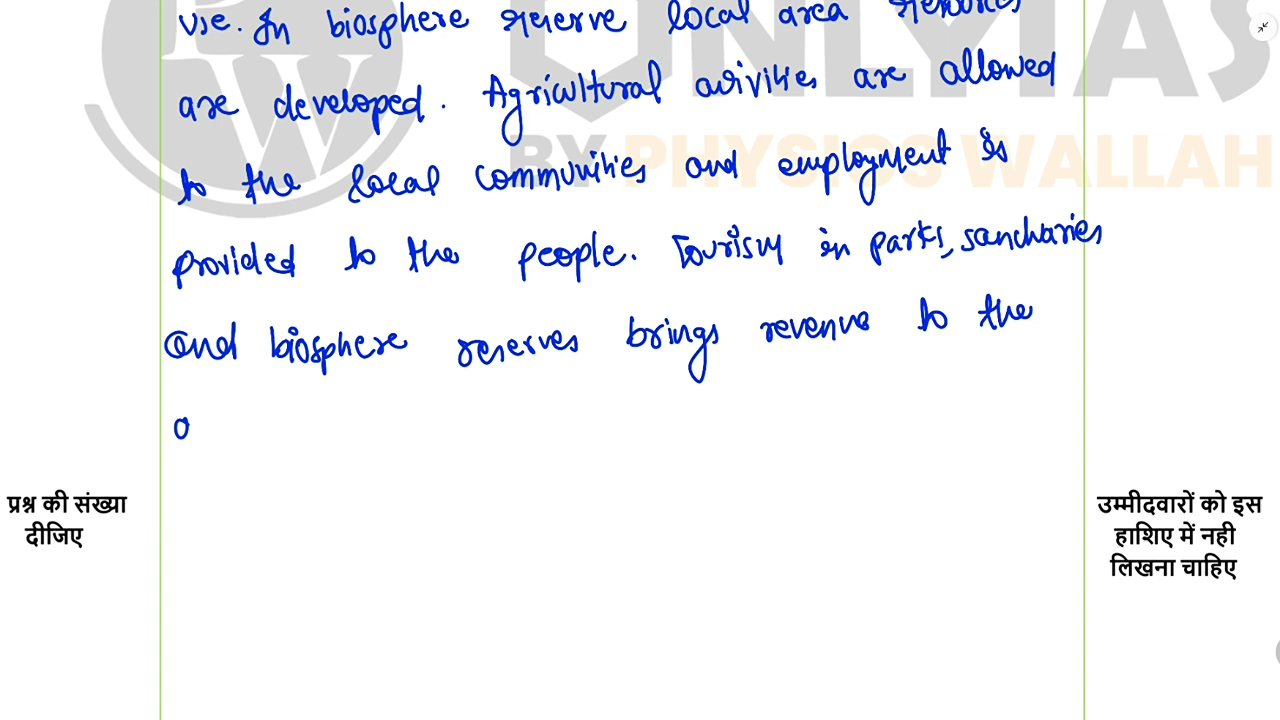 use. In biosphere reserve local area resources
are developed. Agricultural activities are allowed
to the local communities and employment is
provided to the people. Tourism in parks, sanctuaries
and biosphere reserves brings revenue to the
o
प्रश्न की संख्या
दीजिए
उम्मीदवारों को इस
हाशिए में नही
लिखना चाहिए
ONLYIAS
BY PHYSICS WALLAH